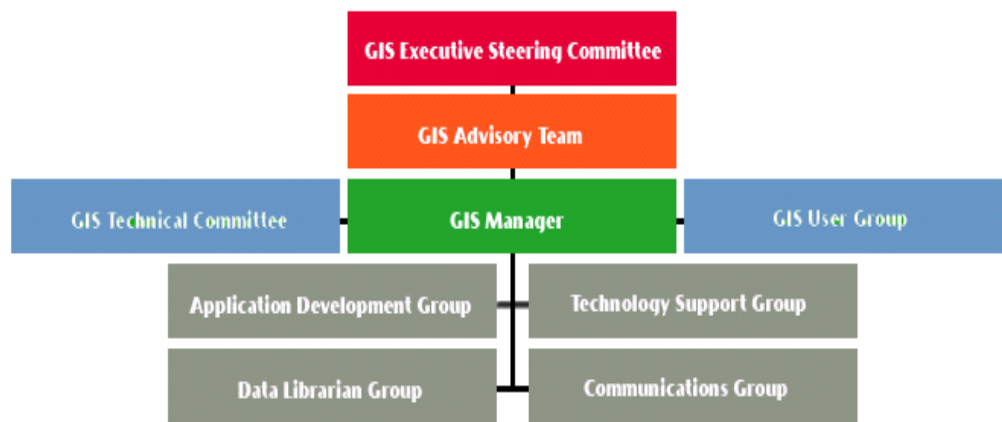 GIS Executive Steering Committee
GIS Advisory Team
GIS Technical Committee
GIS Manager
GIS User Group
Application Development Group
Technology Support Group
Data Librarian Group
Communications Group